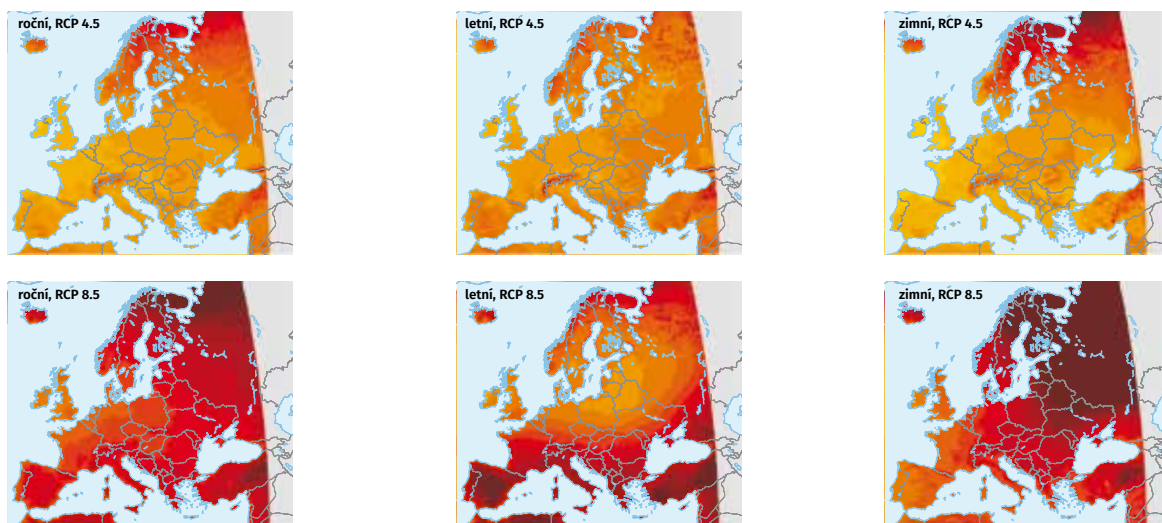 roční, RCP 4.5
letní, RCP 4.5
zimní, RCP 4.5
roční, RCP 8.5
letní, RCP 8.5
zimní, RCP 8.5